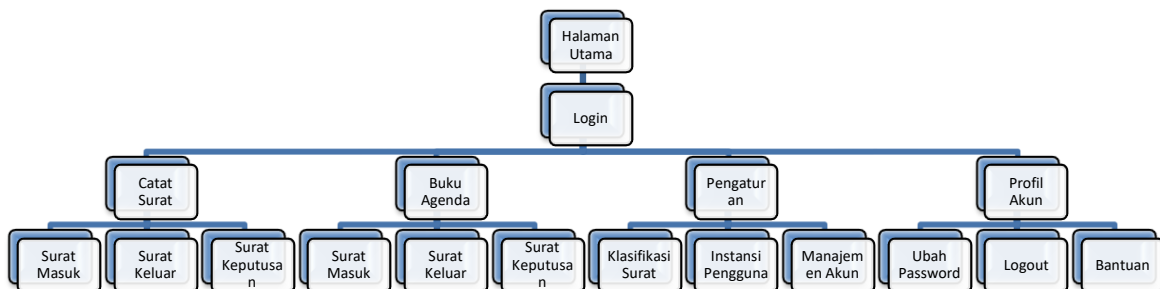 Halaman
Utama
Login
Catat
Surat
Buku
Agenda
Pengatur
an
Profil
Akun
Surat
Masuk
Surat
Keluar
Surat
Keputusa
n
Surat
Masuk
Surat
Keluar
Surat
Keputusa
n
Klasifikasi
Surat
Instansi
Pengguna
Manajem
en Akun
Ubah
Password
Logout
Bantuan